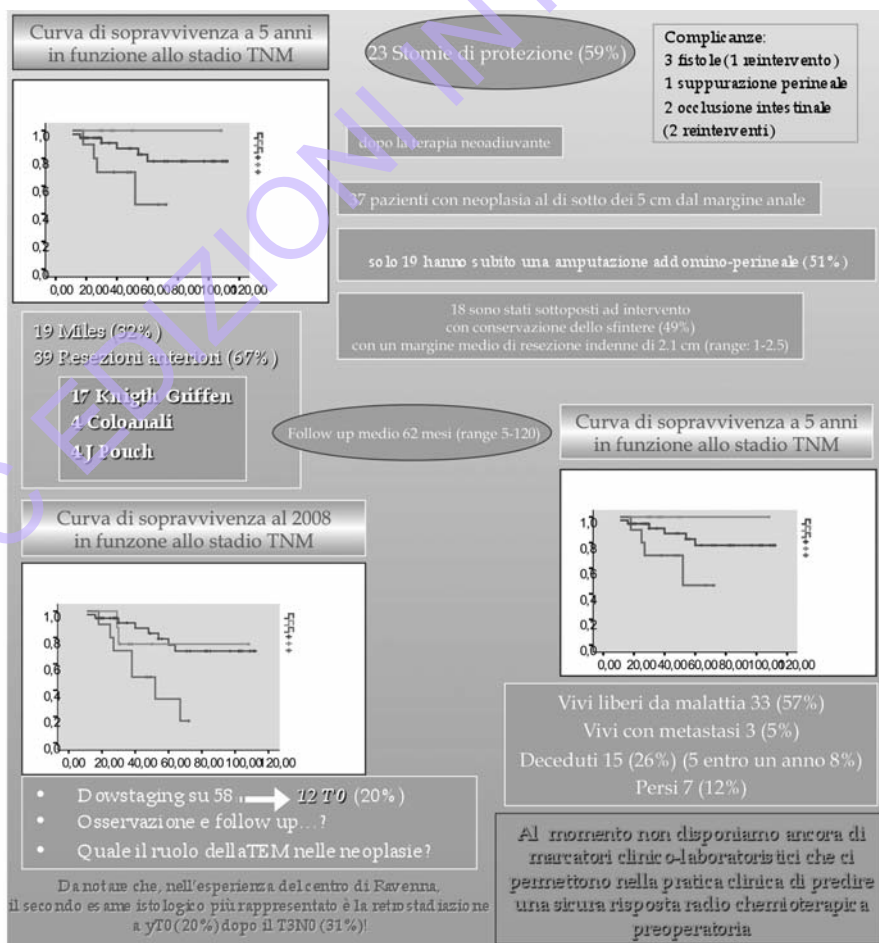 Curva di sopravvivenza a 5 anni
in funzione allo stadio TNM
23 Stomie di protezione (59%)
Complicanze:
3 fistole (1 reintervento)
1 suppurazione perineale
2 occlusione intestinale
(2 reinterventi)
1,0
0,8
0,6
0,4
0,2
0,0
0,00 20,00 40,00 60,00 80,00 100,00 120,00
dopo la terapia neoadiuvante
37 pazienti con neoplasia al di sotto dei 5 cm dal margine anale
solo 19 hanno subito una amputazione addomino-perineale (51%)
18 sono stati sottoposti ad intervento
con conservazione dello sfintere (49%)
con un margine medio di resezione indenne di 2.1 cm (range: 1-2.5)
19 Miles (32%)
39 Resezioni anteriori (67%)
17 Knigth Griffen
4 Coloanali
4 J Pouch
Follow up medio 62 mesi (range 5-120)
Curva di sopravvivenza a 5 anni
in funzione allo stadio TNM
1,0
0,8
0,6
0,4
0,2
0,0
0,00 20,00 40,00 60,00 80,00 100,00 120,00
Curva di sopravvivenza al 2008
in funzone allo stadio TNM
1,0
0,8
0,6
0,4
0,2
0,0
0,00 20,00 40,00 60,00 80,00 100,00 120,00
Vivi liberi da malattia 33 (57%)
Vivi con metastasi 3 (5%)
Deceduti 15 (26%) (5 entro un anno 8%)
Persi 7 (12%)
• Dowstaging su 58 → 12 T0 (20%)
• Osservazione e follow up...?
• Quale il ruolo dellaTEM nelle neoplasie?
Da notare che, nell'esperienza del centro di Ravenna,
il secondo esame istologico più rappresentato è la retrostadiazione
a yT0 (20%) dopo il T3N0 (31%)!
Al momento non disponiamo ancora di
marcatori clinico-laboratoristici che ci
permettono nella pratica clinica di predire
una sicura risposta radio chemioterapica
preoperatoria
C EDIZIONI IN